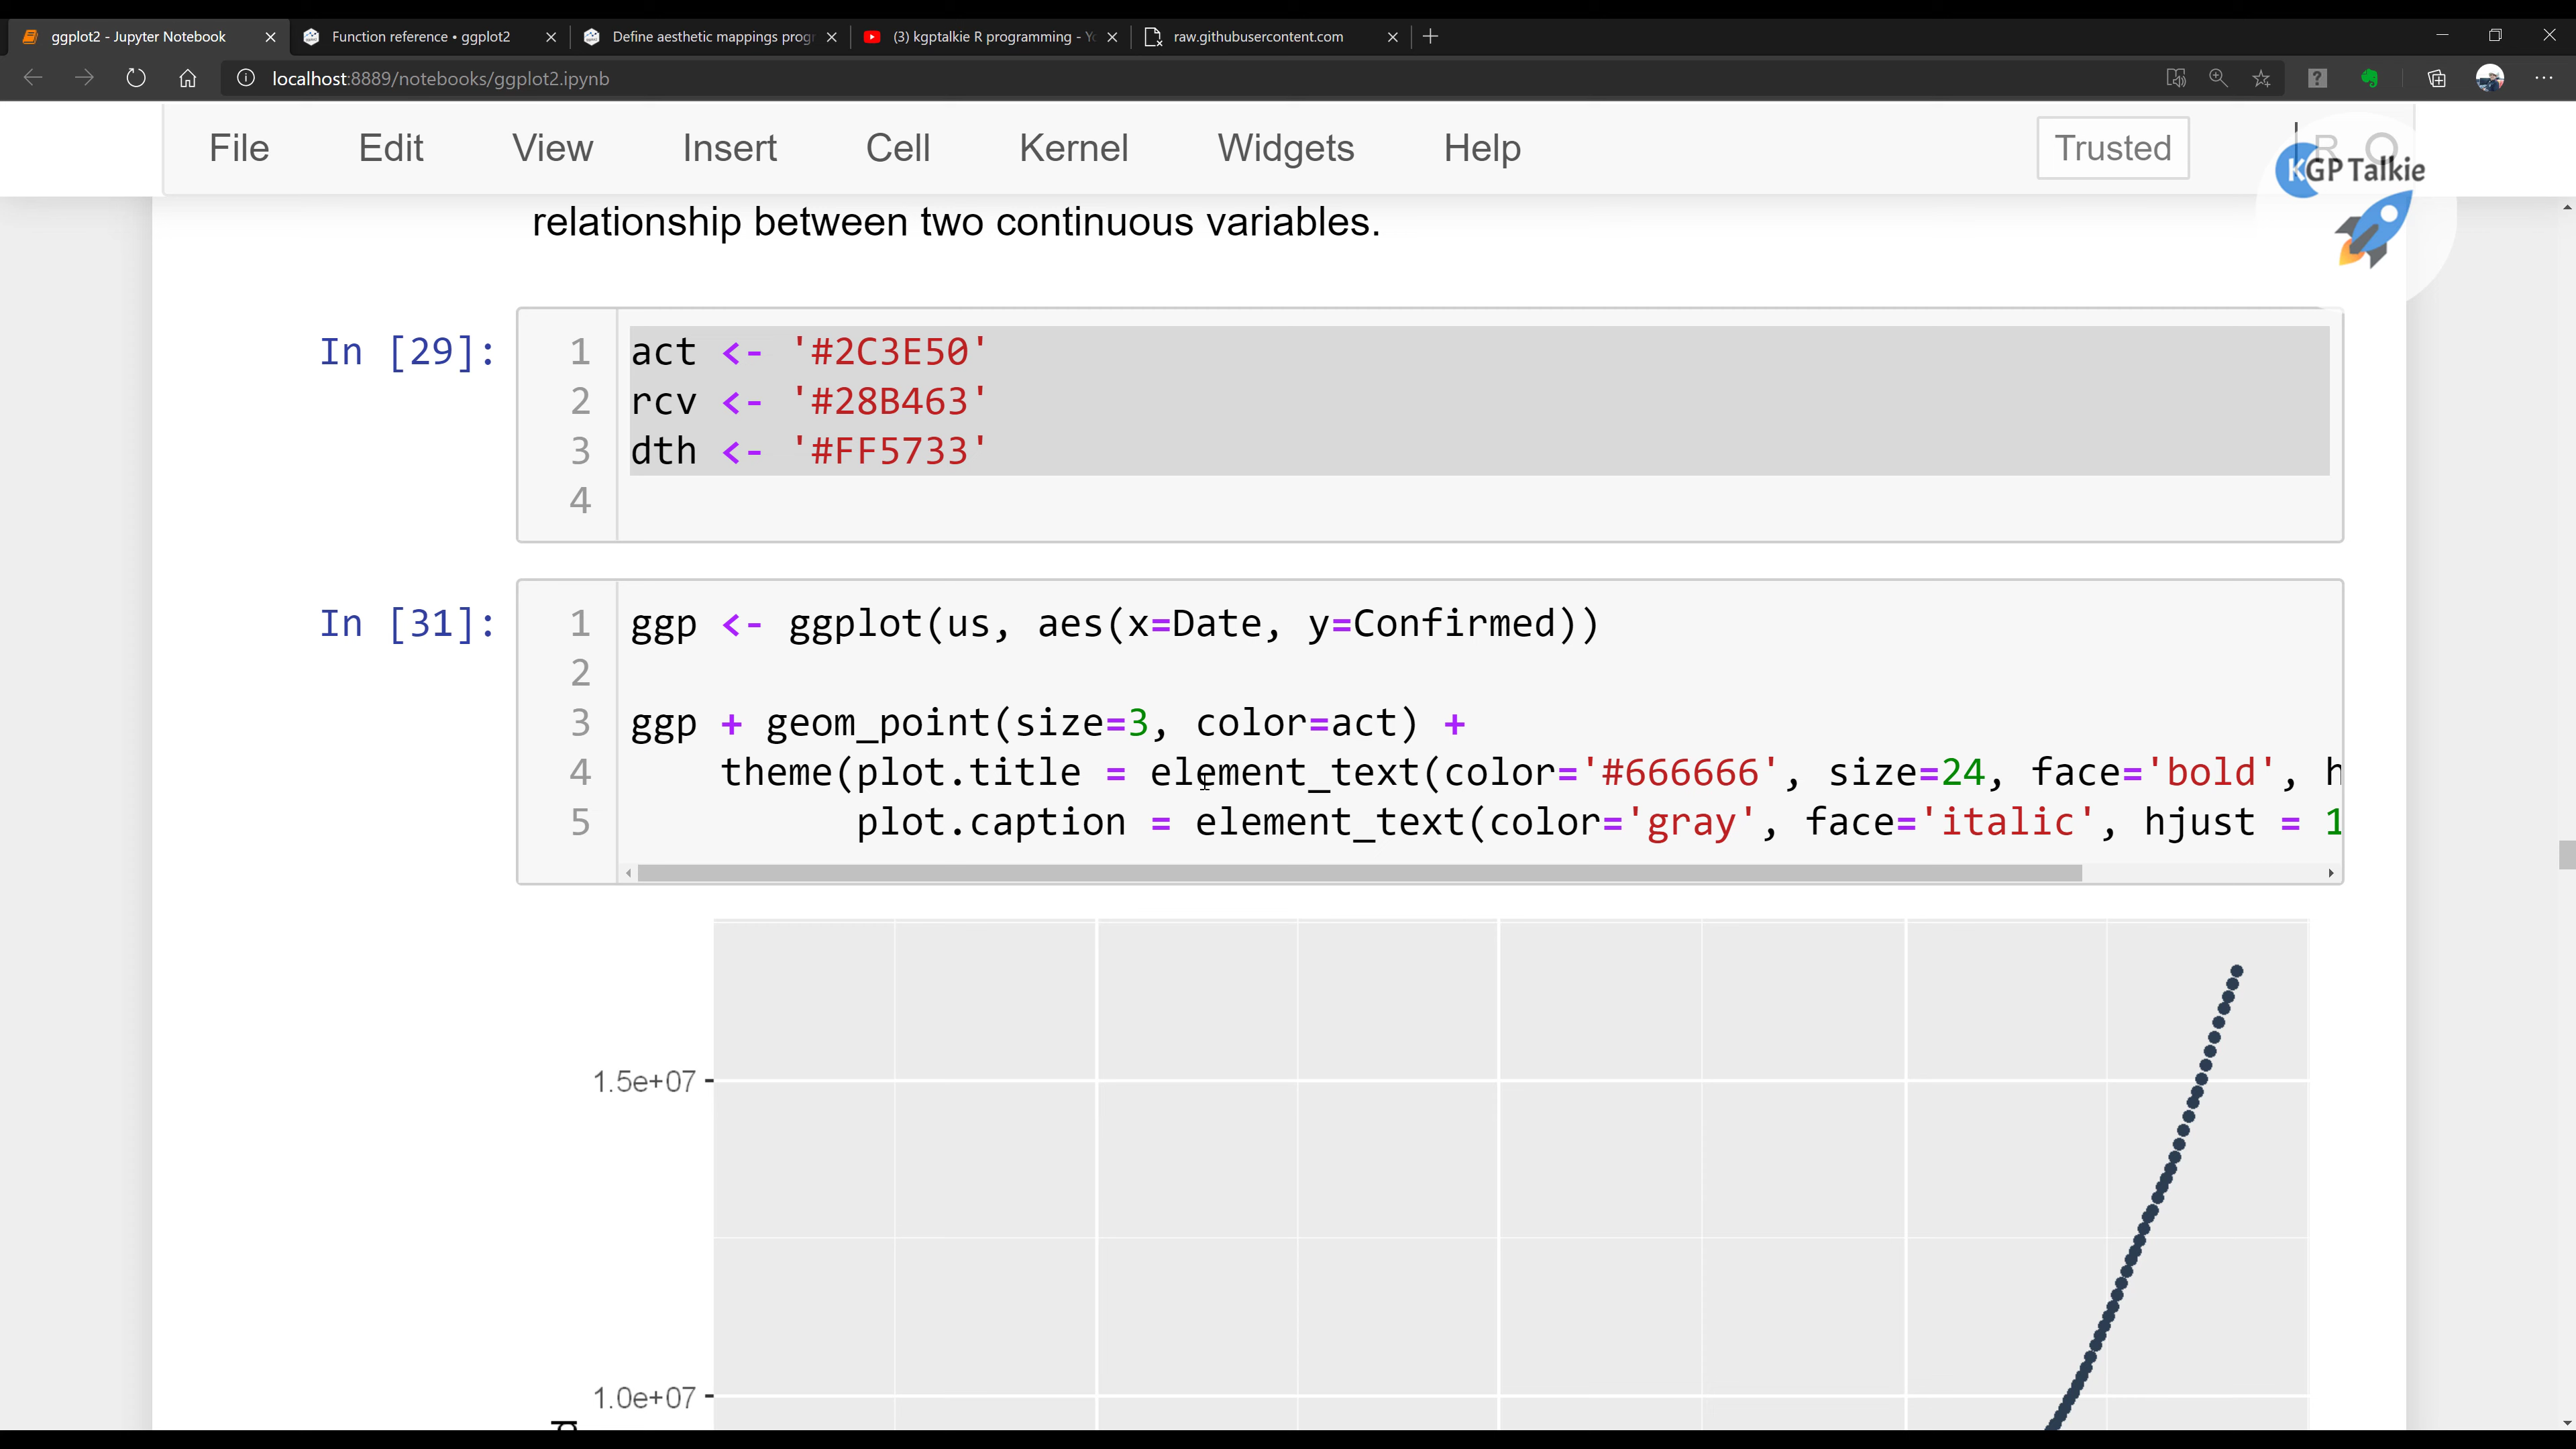 ggplot2 - Jupyter Notebook
Function reference • ggplot2
Define aesthetic mappings prog
(3) kgptalkie R programming - Yo
raw.githubusercontent.com
localhost:8889/notebooks/ggplot2.ipynb
File Edit View Insert Cell Kernel Widgets Help Trusted R
KGP Talkie
relationship between two continuous variables.
In [29]:
1 act <- '#2C3E50'
2 rcv <- '#28B463'
3 dth <- '#FF5733'
4
In [31]:
1 ggp <- ggplot(us, aes(x=Date, y=Confirmed))
2
3 ggp + geom_point(size=3, color=act) +
4 theme(plot.title = element_text(color='#666666', size=24, face='bold', h
5 plot.caption = element_text(color='gray', face='italic', hjust = 1
1.5e+07
1.0e+07
d